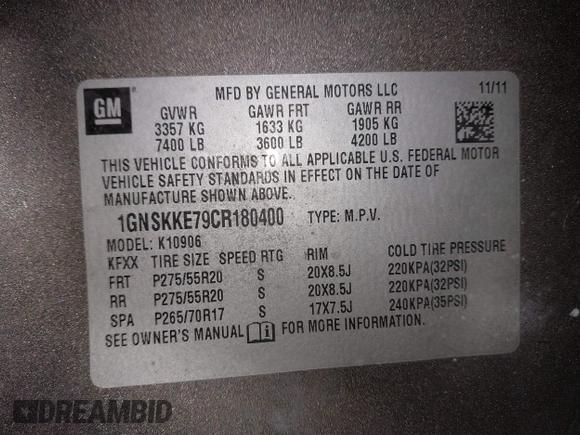 GM
MFD BY GENERAL MOTORS LLC 11/11
GVWR GAWR FRT GAWR RR
3357 KG 1633 KG 1905 KG
7400 LB 3600 LB 4200 LB
THIS VEHICLE CONFORMS TO ALL APPLICABLE U.S. FEDERAL MOTOR
VEHICLE SAFETY STANDARDS IN EFFECT ON THE DATE OF
MANUFACTURE SHOWN ABOVE.
1GNSKKE79CR180400 TYPE: M.P.V.
MODEL: K10906
KFXX TIRE SIZE SPEED RTG RIM COLD TIRE PRESSURE
FRT P275/55R20 S 20X8.5J 220KPA(32PSI)
RR P275/55R20 S 20X8.5J 220KPA(32PSI)
SPA P265/70R17 S 17X7.5J 240KPA(35PSI)
SEE OWNER'S MANUAL FOR MORE INFORMATION.
DREAMBID